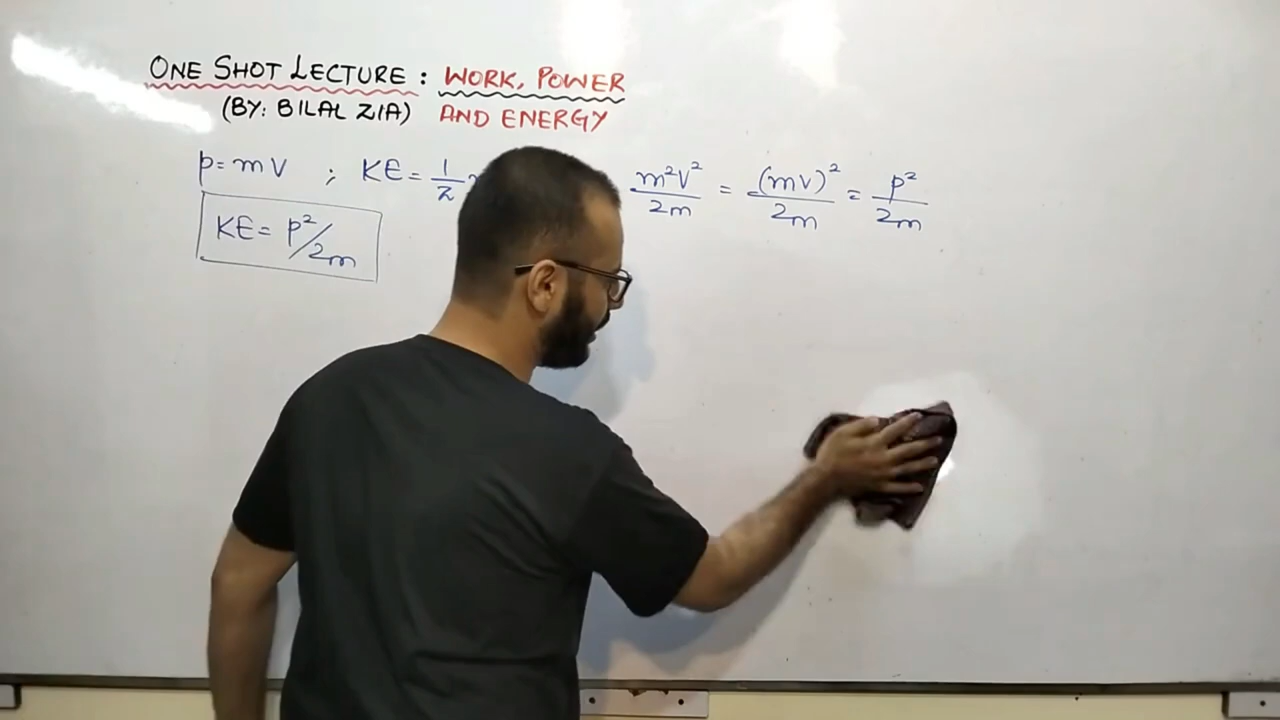 ONE SHOT LECTURE: WORK, POWER
(BY: BILAL ZIA) AND ENERGY
p=mV ; KE=1/2 m²V²/2m = (mV)²/2m = p²/2m
KE= p²/2m